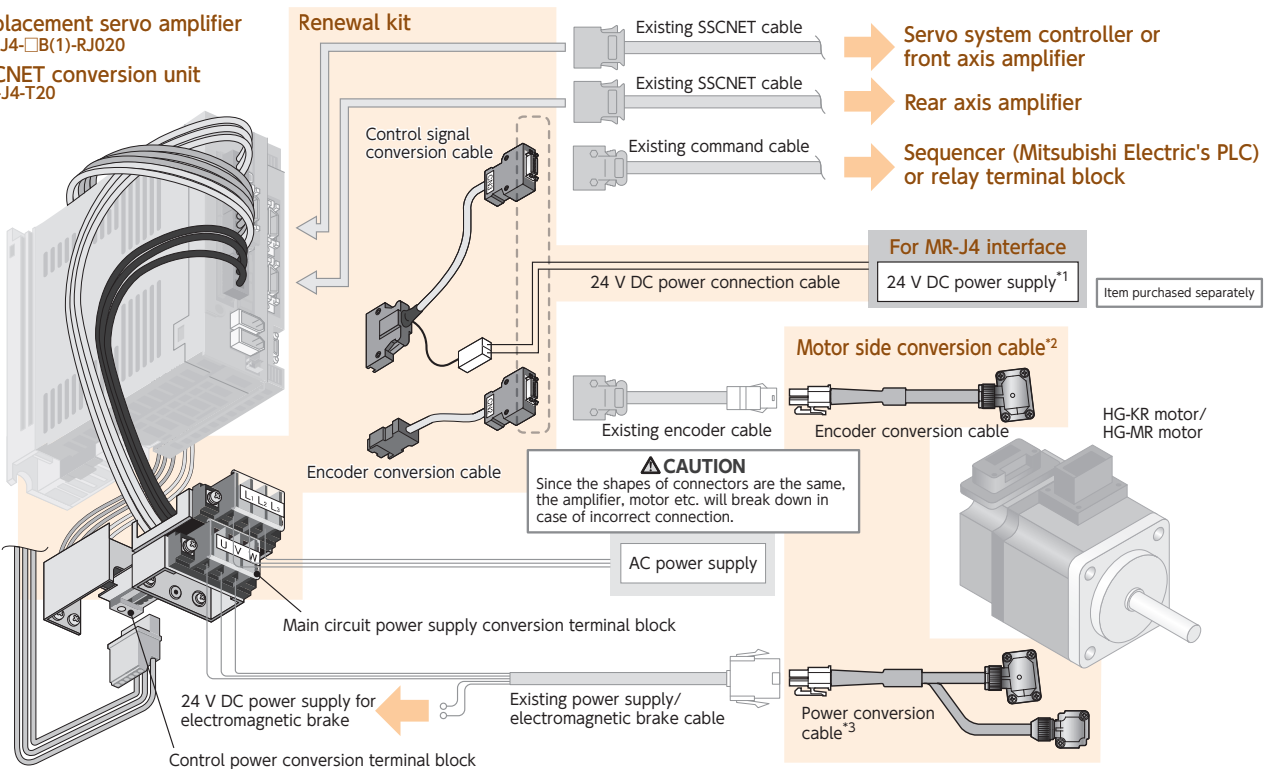 placement servo amplifier
J4-□B(1)-RJ020
CNET conversion unit
-J4-T20
Renewal kit
Existing SSCNET cable
Servo system controller or
front axis amplifier
Existing SSCNET cable
Rear axis amplifier
Control signal
conversion cable
Existing command cable
Sequencer (Mitsubishi Electric's PLC)
or relay terminal block
For MR-J4 interface
24 V DC power connection cable
24 V DC power supply*1
Item purchased separately
Motor side conversion cable*2
Existing encoder cable
Encoder conversion cable
HG-KR motor/
HG-MR motor
Encoder conversion cable
⚠CAUTION
Since the shapes of connectors are the same,
the amplifier, motor etc. will break down in
case of incorrect connection.
L1 L2 L3
U V W
AC power supply
Main circuit power supply conversion terminal block
24 V DC power supply for
electromagnetic brake
Existing power supply/
electromagnetic brake cable
Power conversion
cable*3
Control power conversion terminal block